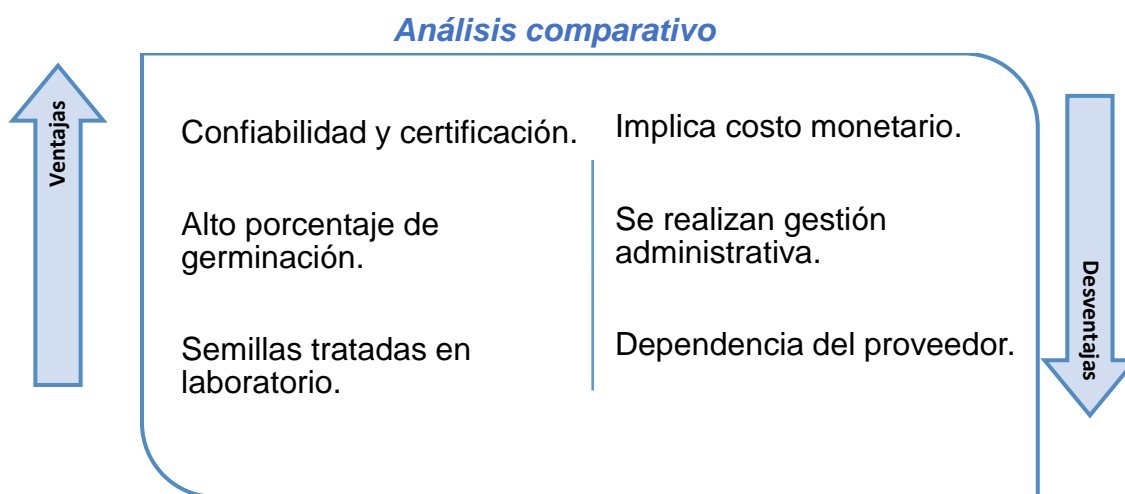 Análisis comparativo
Ventajas
Confiabilidad y certificación.
Alto porcentaje de
germinación.
Semillas tratadas en
laboratorio.
Implica costo monetario.
Se realizan gestión
administrativa.
Dependencia del proveedor.
Desventajas